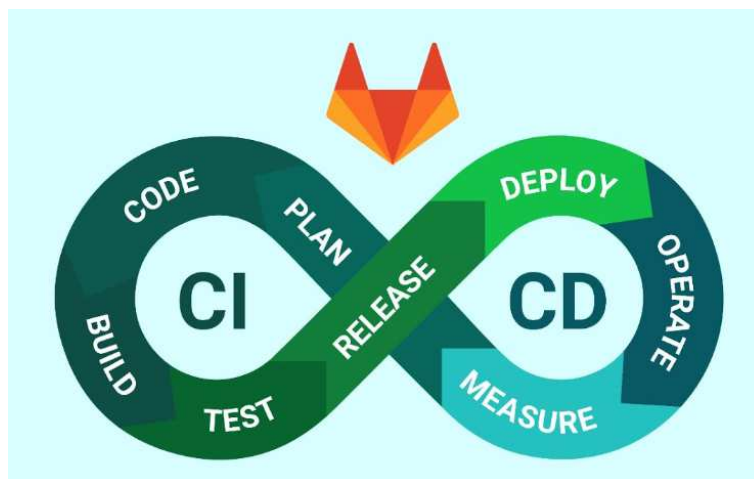 CODE
PLAN
DEPLOY
OPERATE
CI
CD
BUILD
RELEASE
TEST
MEASURE